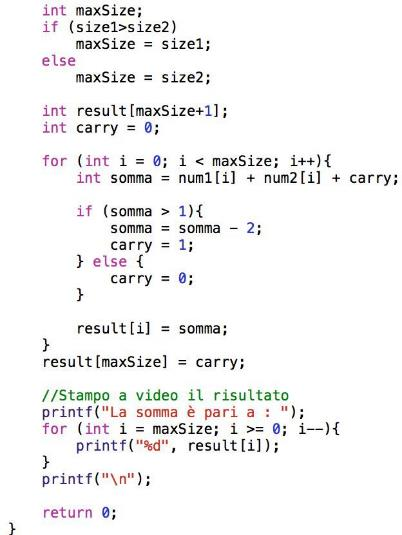 int maxSize;
if (size1>size2)
maxSize = size1;
else
maxSize = size2;
int result[maxSize+1];
int carry = 0;
for (int i = 0; i < maxSize; i++){
int somma = num1[i] + num2[i] + carry;
if (somma > 1){
somma = somma - 2;
carry = 1;
} else {
carry = 0;
}
result[i] = somma;
}
result[maxSize] = carry;
//Stampo a video il risultato
printf("La somma è pari a : ");
for (int i = maxSize; i >= 0; i--){
printf("%d", result[i]);
}
printf("\n");
return 0;
}